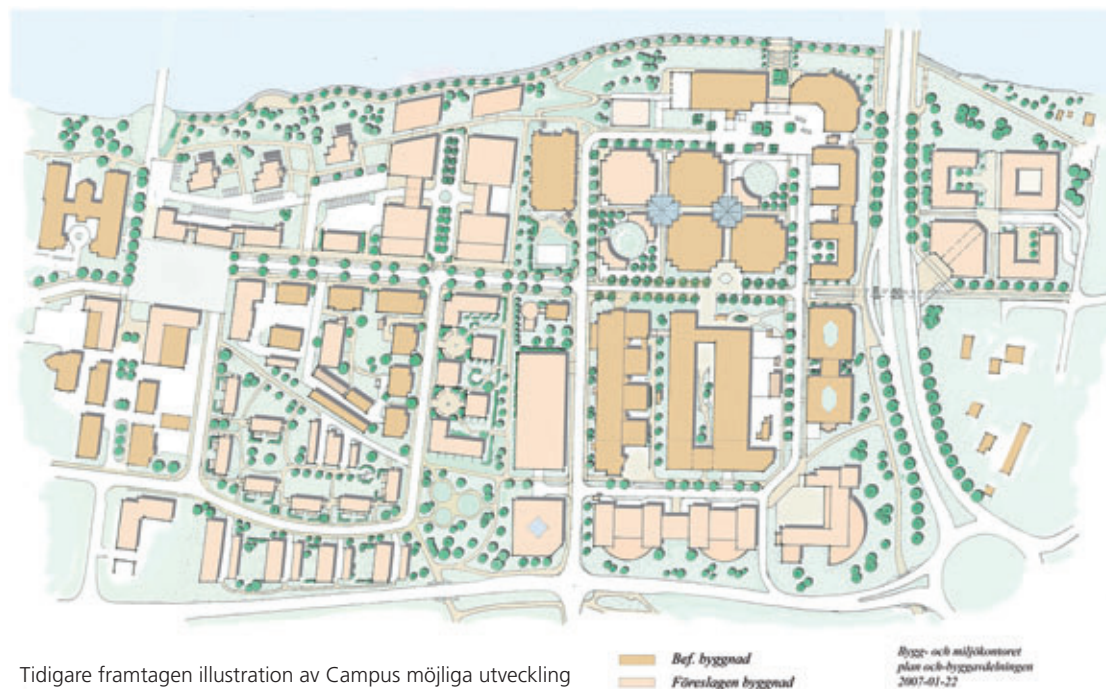 Tidigare framtagen illustration av Campus möjliga utveckling
Bef. byggnad
Föreslagen byggnad
Bygg- och miljökontoret
plan och-byggavdelningen
2007-01-22